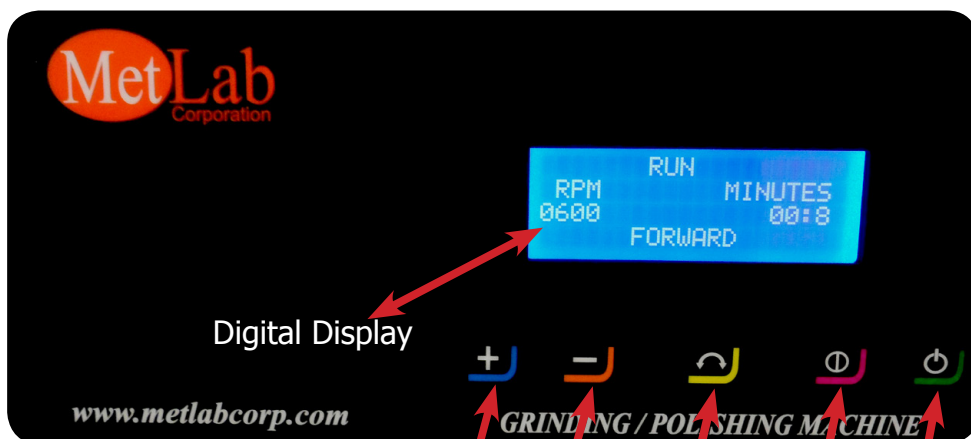 MetLab
Corporation
RUN
RPM MINUTES
0600 00:8
FORWARD
Digital Display
+ −
www.metlabcorp.com GRINDING / POLISHING MACHINE